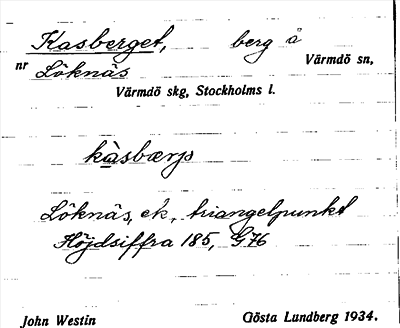 Kasberget, berg å
nr Löknäs Värmdö sn,
Värmdö skg, Stockholms l.
kàsbærjs
Löknäs, ek, triangelpunkt
Höjdsiffra 185, G76
John Westin Gösta Lundberg 1934.